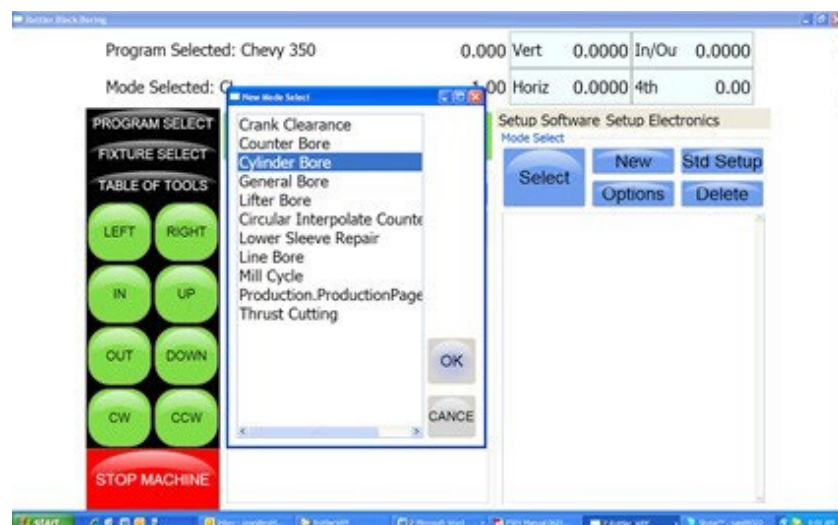 Rottler Block Boring
Program Selected: Chevy 350
0.000
Vert 0.0000 In/Ou 0.0000
Mode Selected:
1.00
Horiz 0.0000 4th 0.00
New Mode Select
PROGRAM SELECT
FIXTURE SELECT
TABLE OF TOOLS
LEFT RIGHT
IN UP
OUT DOWN
CW CCW
STOP MACHINE
Crank Clearance
Counter Bore
Cylinder Bore
General Bore
Lifter Bore
Circular Interpolate Counte
Lower Sleeve Repair
Line Bore
Mill Cycle
Production.ProductionPage
Thrust Cutting
OK
CANCE
Setup Software Setup Electronics
Mode Select
Select
New Std Setup
Options Delete
START